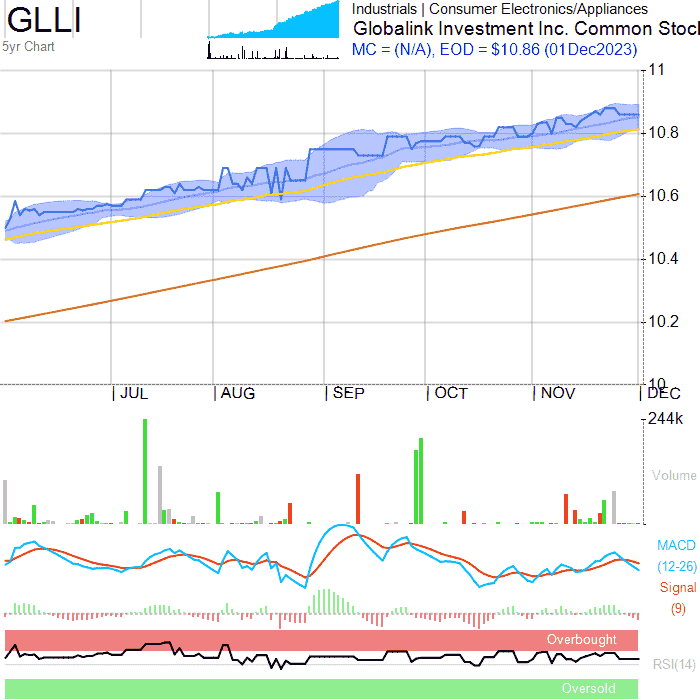 GLLI
5yr Chart
Industrials | Consumer Electronics/Appliances
Globalink Investment Inc. Common Stoc
MC = (N/A), EOD = $10.86 (01Dec2023)
11
10.8
10.6
10.4
10.2
10
JUL AUG SEP OCT NOV DEC
244k
Volume
MACD
(12-26)
Signal
(9)
Overbought
RSI(14)
Oversold